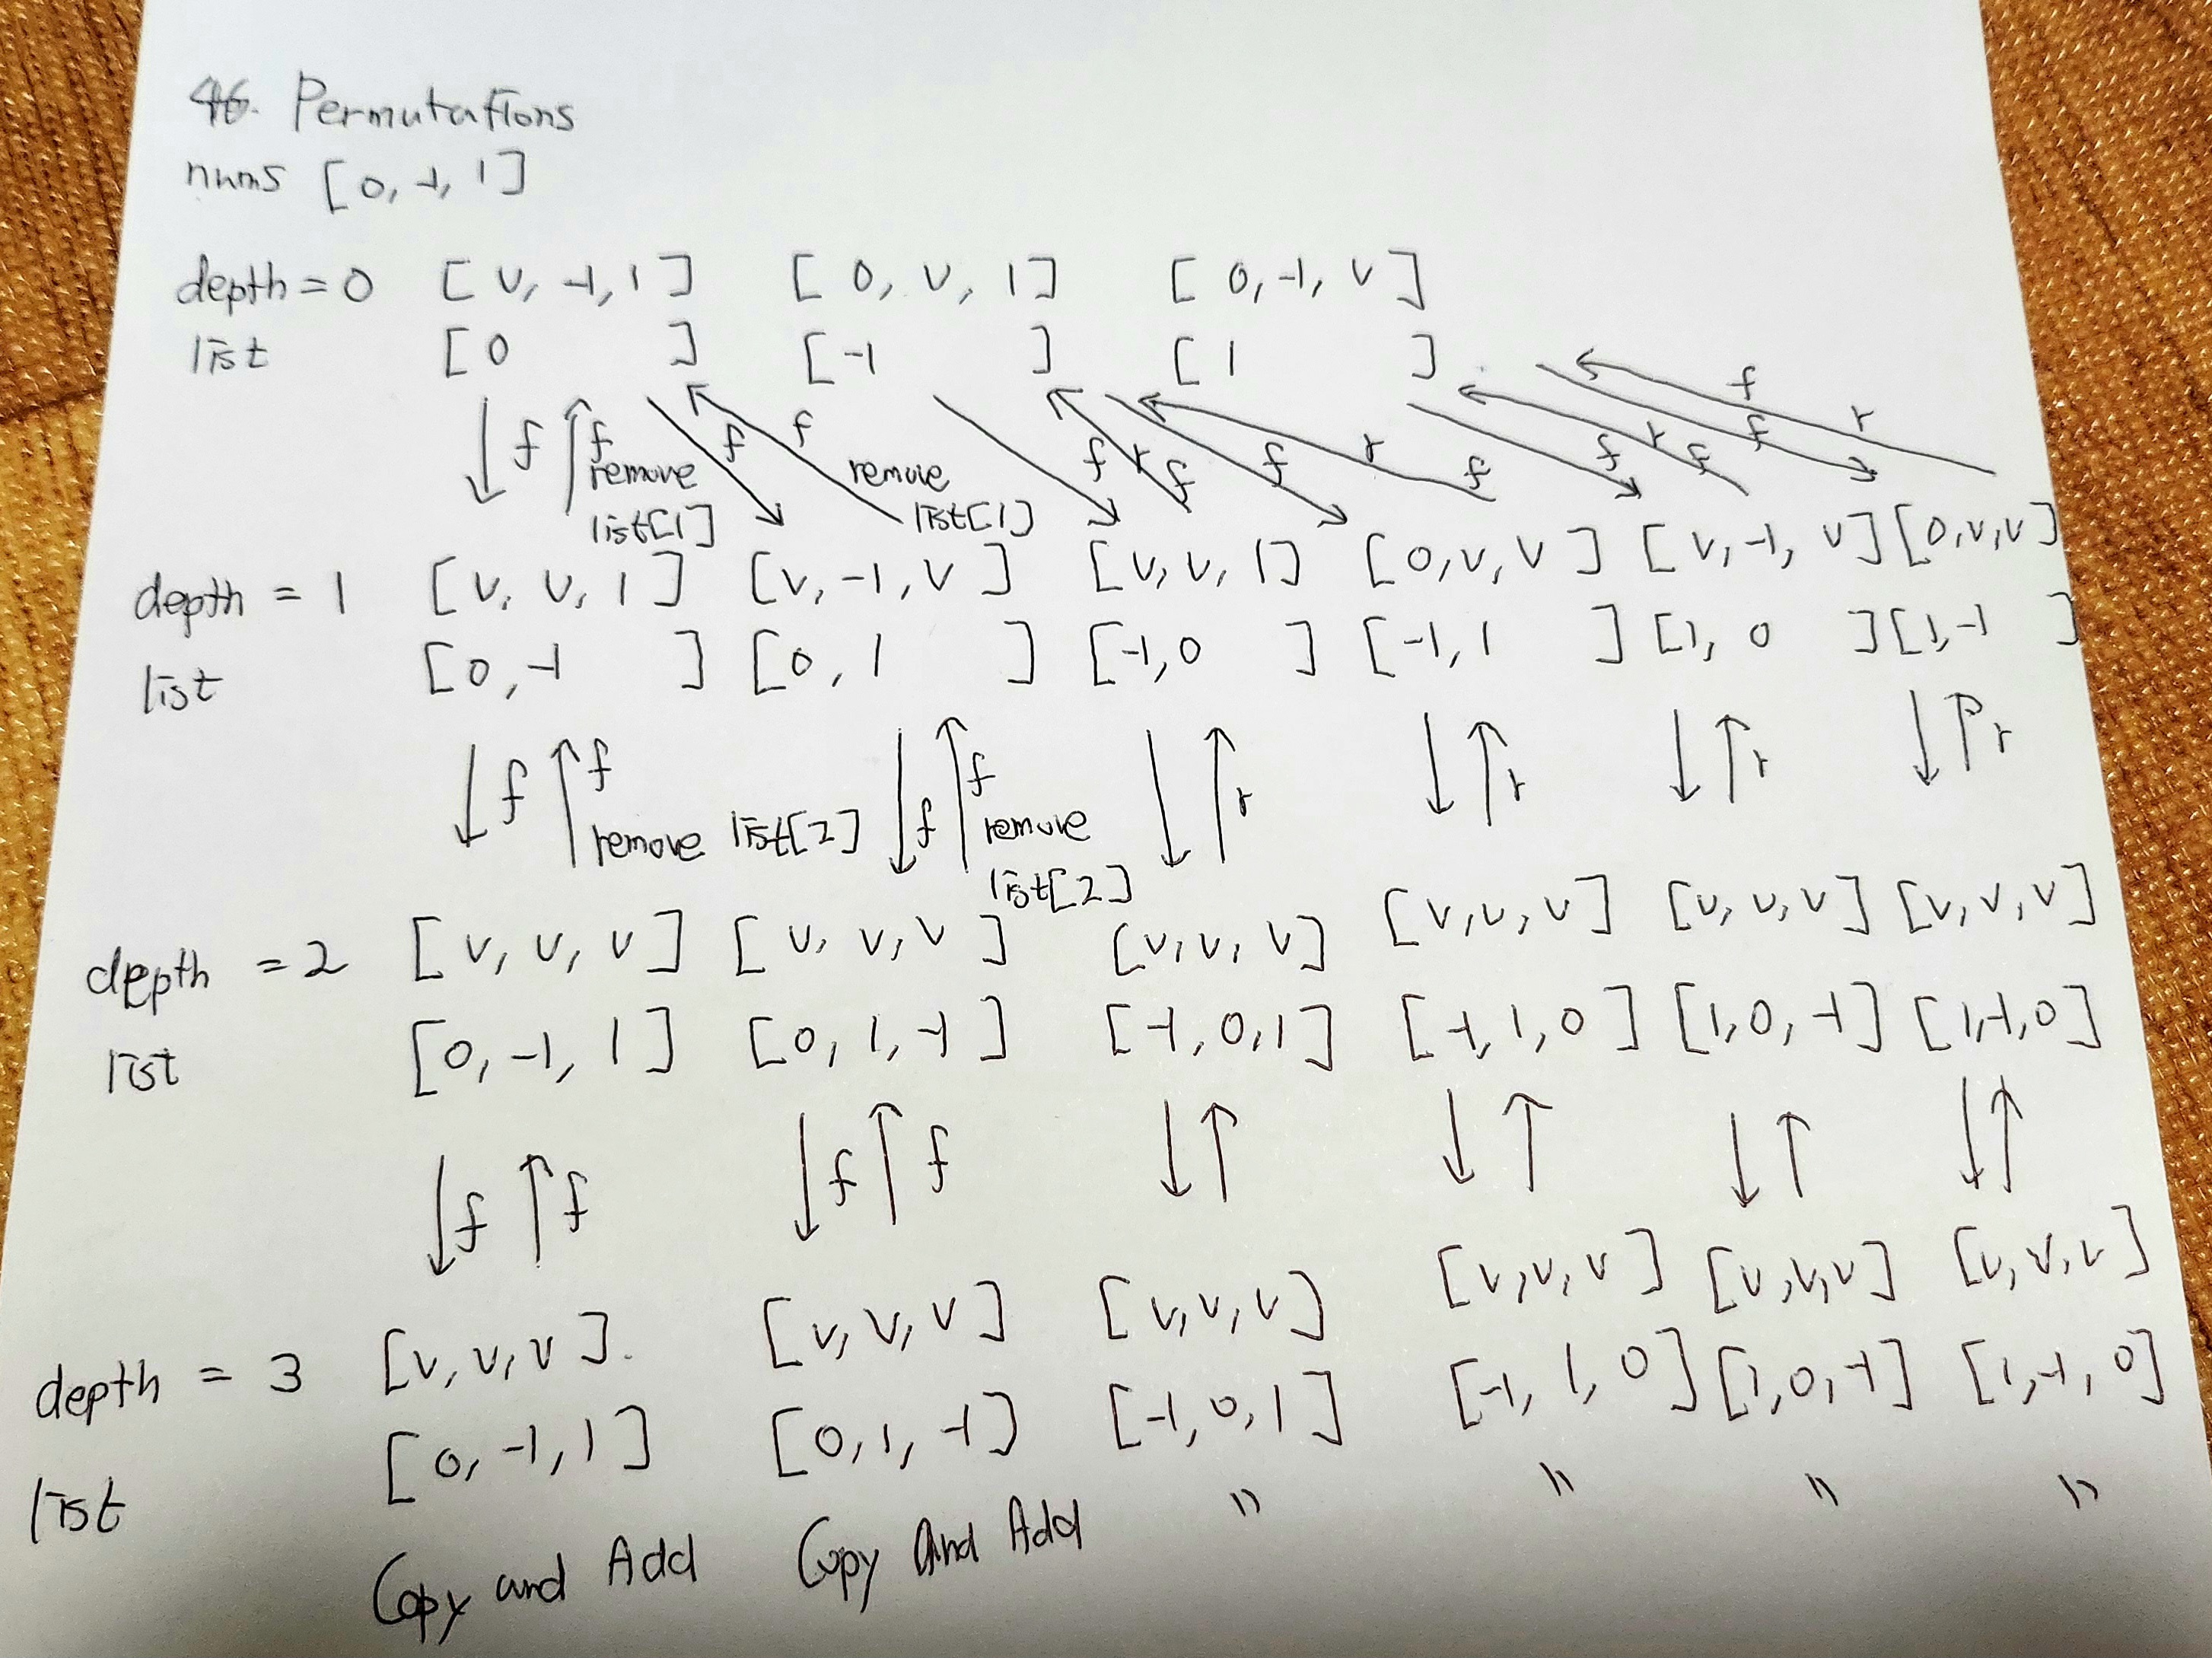 46. Permutations
nums [0, -1, 1]
depth = 0 [v, -1, 1] [0, v, 1] [0, -1, v]
list [0 ] [-1 ] [1 ]
f f f f f r f f r f f r f f r f
remove remove
list[1] list[1]
depth = 1 [v, v, 1] [v, -1, v] [v, v, 1] [0, v, v] [v, -1, v] [0, v, v]
list [0, -1 ] [0, 1 ] [-1, 0 ] [-1, 1 ] [1, 0 ] [1, -1 ]
f f f f r r r r
remove list[2] remove
list[2]
depth = 2 [v, v, v] [v, v, v] [v, v, v] [v, v, v] [v, v, v] [v, v, v]
list [0, -1, 1] [0, 1, -1] [-1, 0, 1] [-1, 1, 0] [1, 0, -1] [1, -1, 0]
f f f f
depth = 3 [v, v, v] [v, v, v] [v, v, v] [v, v, v] [v, v, v] [v, v, v]
list [0, -1, 1] [0, 1, -1] [-1, 0, 1] [-1, 1, 0] [1, 0, -1] [1, -1, 0]
Copy and Add Copy and Add " " " "